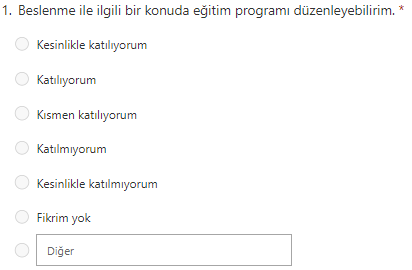 1. Beslenme ile ilgili bir konuda eğitim programı düzenleyebilirim. *
Kesinlikle katılıyorum
Katılıyorum
Kısmen katılıyorum
Katılmıyorum
Kesinlikle katılmıyorum
Fikrim yok
Diğer